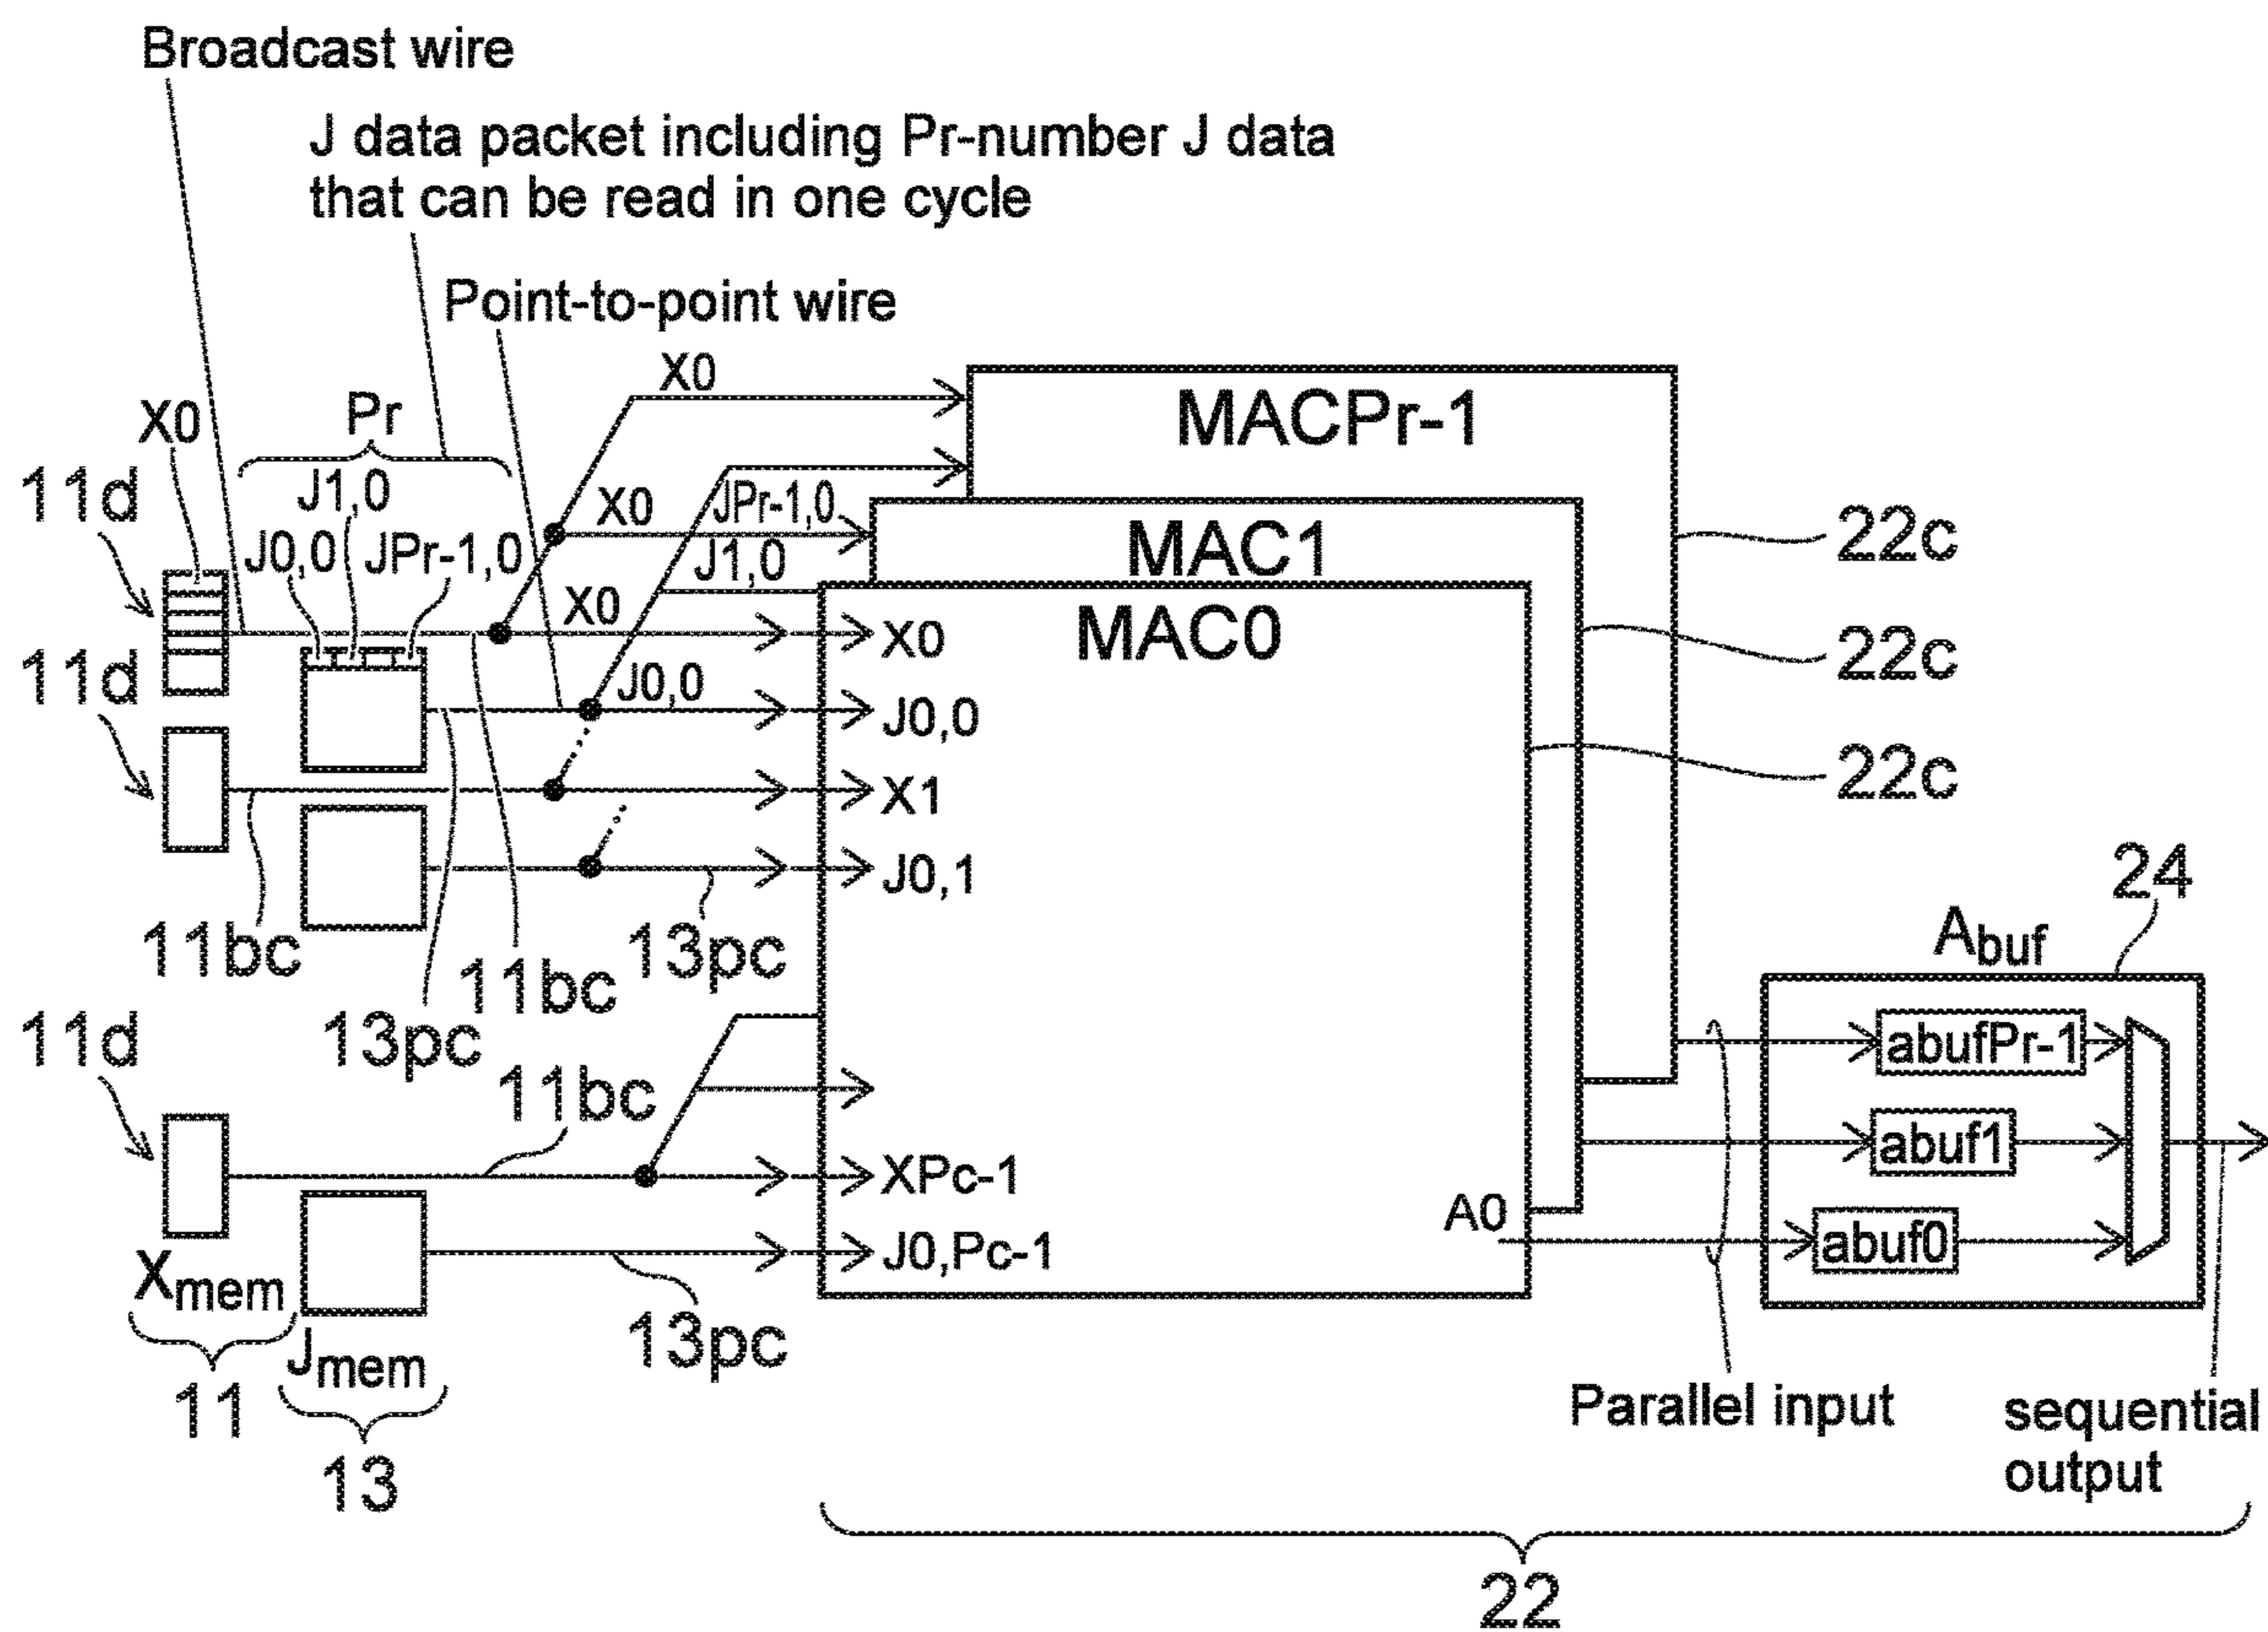 Broadcast wire
J data packet including Pr-number J data
that can be read in one cycle
Point-to-point wire
X0
MACPr-1
Pr
X0
11d
J1,0
X0
JPr-1,0
22c
J0,0
JPr-1,0
MAC1
J1,0
X0
MAC0
X0
22c
11d
J0,0
J0,0
22c
X1
J0,1
24
11bc
13pc
11bc
Abuf
13pc
11d
abufPr-1
11bc
abuf1
XPc-1
A0
J0,Pc-1
abuf0
Xmem
13pc
Jmem
11
Parallel input
sequential
output
13
22